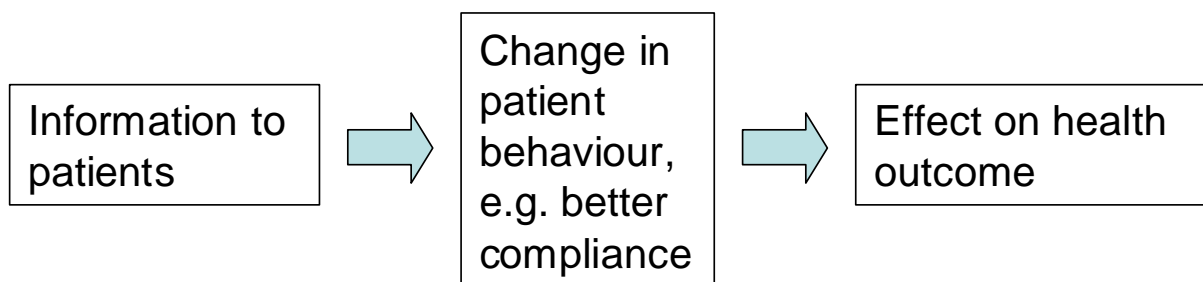 Information to
patients
Change in
patient
behaviour,
e.g. better
compliance
Effect on health
outcome